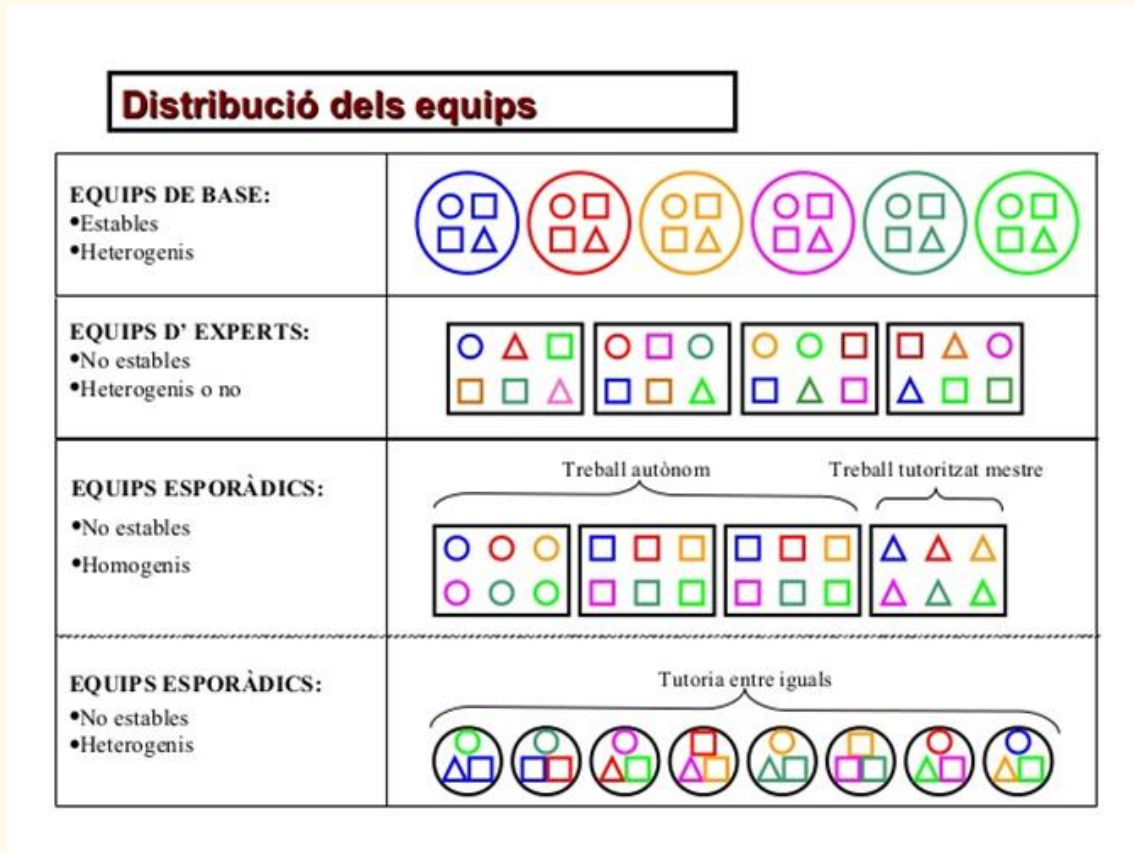 Distribució dels equips
EQUIPS DE BASE:
•Estables
•Heterogenis
EQUIPS D’ EXPERTS:
•No estables
•Heterogenis o no
EQUIPS ESPORÀDICS:
•No estables
•Homogenis
Treball autònom
Treball tutoritzat mestre
EQUIPS ESPORÀDICS:
•No estables
•Heterogenis
Tutoria entre iguals